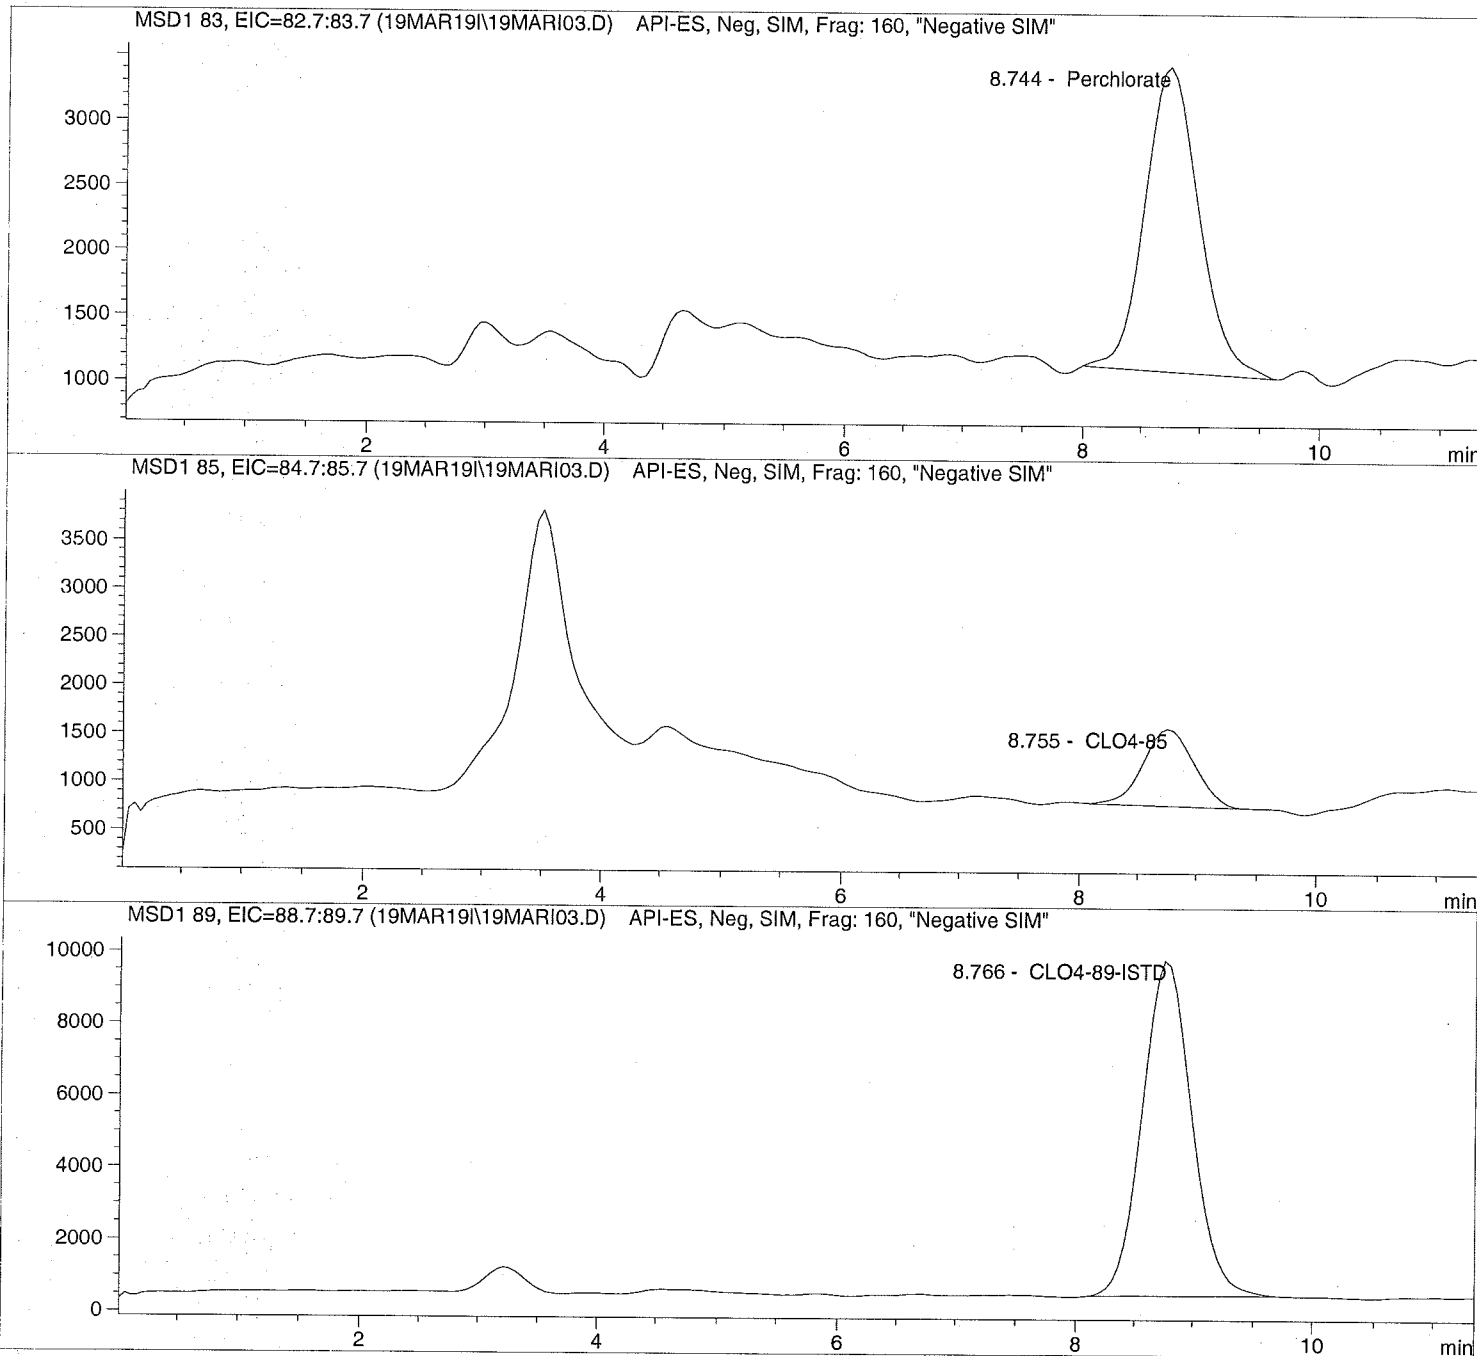 MSD1 83, EIC=82.7:83.7 (19MAR19I\19MARI03.D) API-ES, Neg, SIM, Frag: 160, "Negative SIM"
8.744 - Perchlorate
3000
2500
2000
1500
1000
2 4 6 8 10 min
MSD1 85, EIC=84.7:85.7 (19MAR19I\19MARI03.D) API-ES, Neg, SIM, Frag: 160, "Negative SIM"
3500
3000
2500
2000
1500
8.755 - CLO4-85
1000
500
2 4 6 8 10 min
MSD1 89, EIC=88.7:89.7 (19MAR19I\19MARI03.D) API-ES, Neg, SIM, Frag: 160, "Negative SIM"
10000
8.766 - CLO4-89-ISTD
8000
6000
4000
2000
0
2 4 6 8 10 min